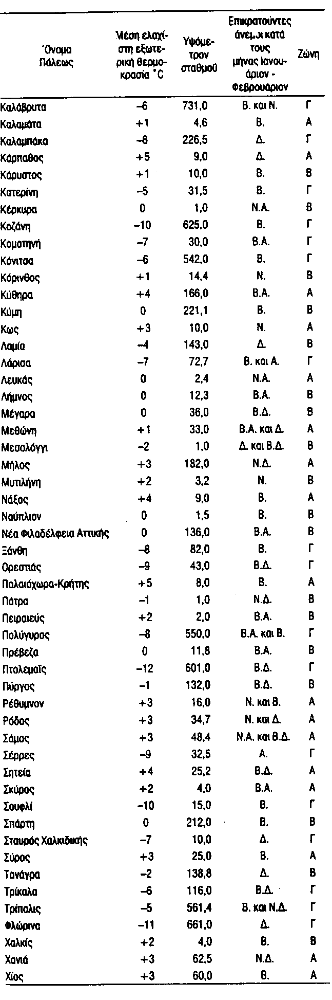 Όνομα Πόλεως | Μέση ελαχίστη εξωτερική θερμοκρασία °C | Υψόμετρον σταθμού | Επικρατούντες άνεμοι κατά τους μήνας Ιανουάριον - Φεβρουάριον | Ζώνη
Καλάβρυτα −6 731,0 Β. και Ν. Γ
Καλαμάτα +1 4,6 Β. Α
Καλαμπάκα −6 226,5 Δ. Γ
Κάρπαθος +5 9,0 Δ. Α
Κάρυστος +1 10,0 Β. Β
Κατερίνη −5 31,5 Β. Γ
Κέρκυρα 0 1,0 Ν.Α. Β
Κοζάνη −10 625,0 Β. Γ
Κομοτηνή −7 30,0 Β.Α. Γ
Κόνιτσα −6 542,0 Β. Γ
Κόρινθος +1 14,4 Ν. Β
Κύθηρα +4 166,0 Β.Α. Α
Κύμη 0 221,1 Β. Β
Κως +3 10,0 Ν. Α
Λαμία −4 143,0 Δ. Β
Λάρισα −7 72,7 Β. και Α. Γ
Λευκάς 0 2,4 Ν.Α. Α
Λήμνος 0 12,3 Β.Α. Β
Μέγαρα 0 36,0 Β.Δ. Β
Μεθώνη +1 33,0 Β.Α. και Δ. Α
Μεσολόγγι −2 1,0 Δ. και Β.Δ. Β
Μήλος +3 182,0 Ν.Δ. Α
Μυτιλήνη +2 3,2 Ν. Β
Νάξος +4 9,0 Β. Α
Ναύπλιον 0 1,5 Β. Β
Νέα Φιλαδέλφεια Αττικής 0 136,0 Β.Α. Β
Ξάνθη −8 82,0 Β. Γ
Ορεστιάς −9 43,0 Β.Δ. Γ
Παλαιόχωρα-Κρήτης +5 8,0 Β. Α
Πάτρα −1 1,0 Ν.Δ. Β
Πειραιεύς +2 2,0 Β.Α. Β
Πολύγυρος −8 550,0 Β.Α. και Β. Γ
Πρέβεζα 0 11,8 Β.Α. Β
Πτολεμαΐς −12 601,0 Β.Δ. Γ
Πύργος −1 132,0 Β.Δ. Β
Ρέθυμνον +3 16,0 Ν. και Β. Α
Ρόδος +3 34,7 Ν. και Δ. Α
Σάμος +3 48,4 Ν.Α. και Β.Δ. Α
Σέρρες −9 32,5 Α. Γ
Σητεία +4 25,2 Β.Δ. Α
Σκύρος +2 4,0 Β.Α. Α
Σουφλί −10 15,0 Β. Γ
Σπάρτη 0 212,0 Β. Β
Σταυρός Χαλκιδικής −7 10,0 Δ. Γ
Σύρος +3 25,0 Β. Α
Τανάγρα −2 138,8 Δ. Β
Τρίκαλα −6 116,0 Β.Δ. Γ
Τρίπολις −5 561,4 Β. και Ν.Δ. Γ
Φλώρινα −11 661,0 Δ. Γ
Χαλκίς +2 4,0 Β. Β
Χανιά +3 62,5 Ν.Δ. Α
Χίος +3 60,0 Β. Α